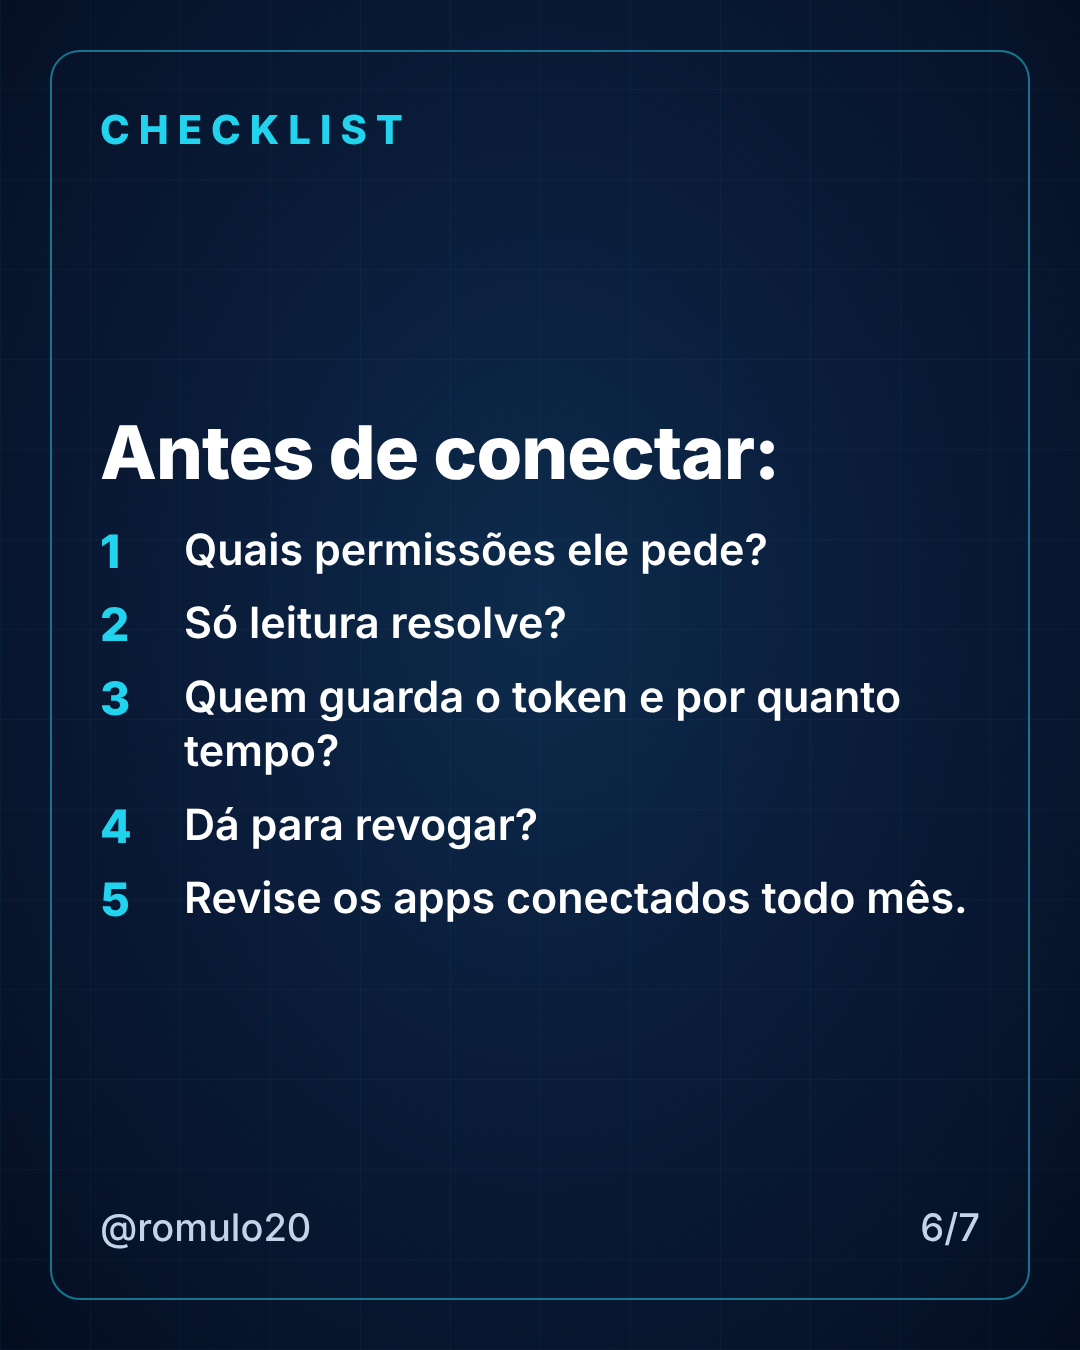 CHECKLIST
Antes de conectar:
1 Quais permissões ele pede?
2 Só leitura resolve?
3 Quem guarda o token e por quanto
tempo?
4 Dá para revogar?
5 Revise os apps conectados todo mês.
@romulo20 6/7